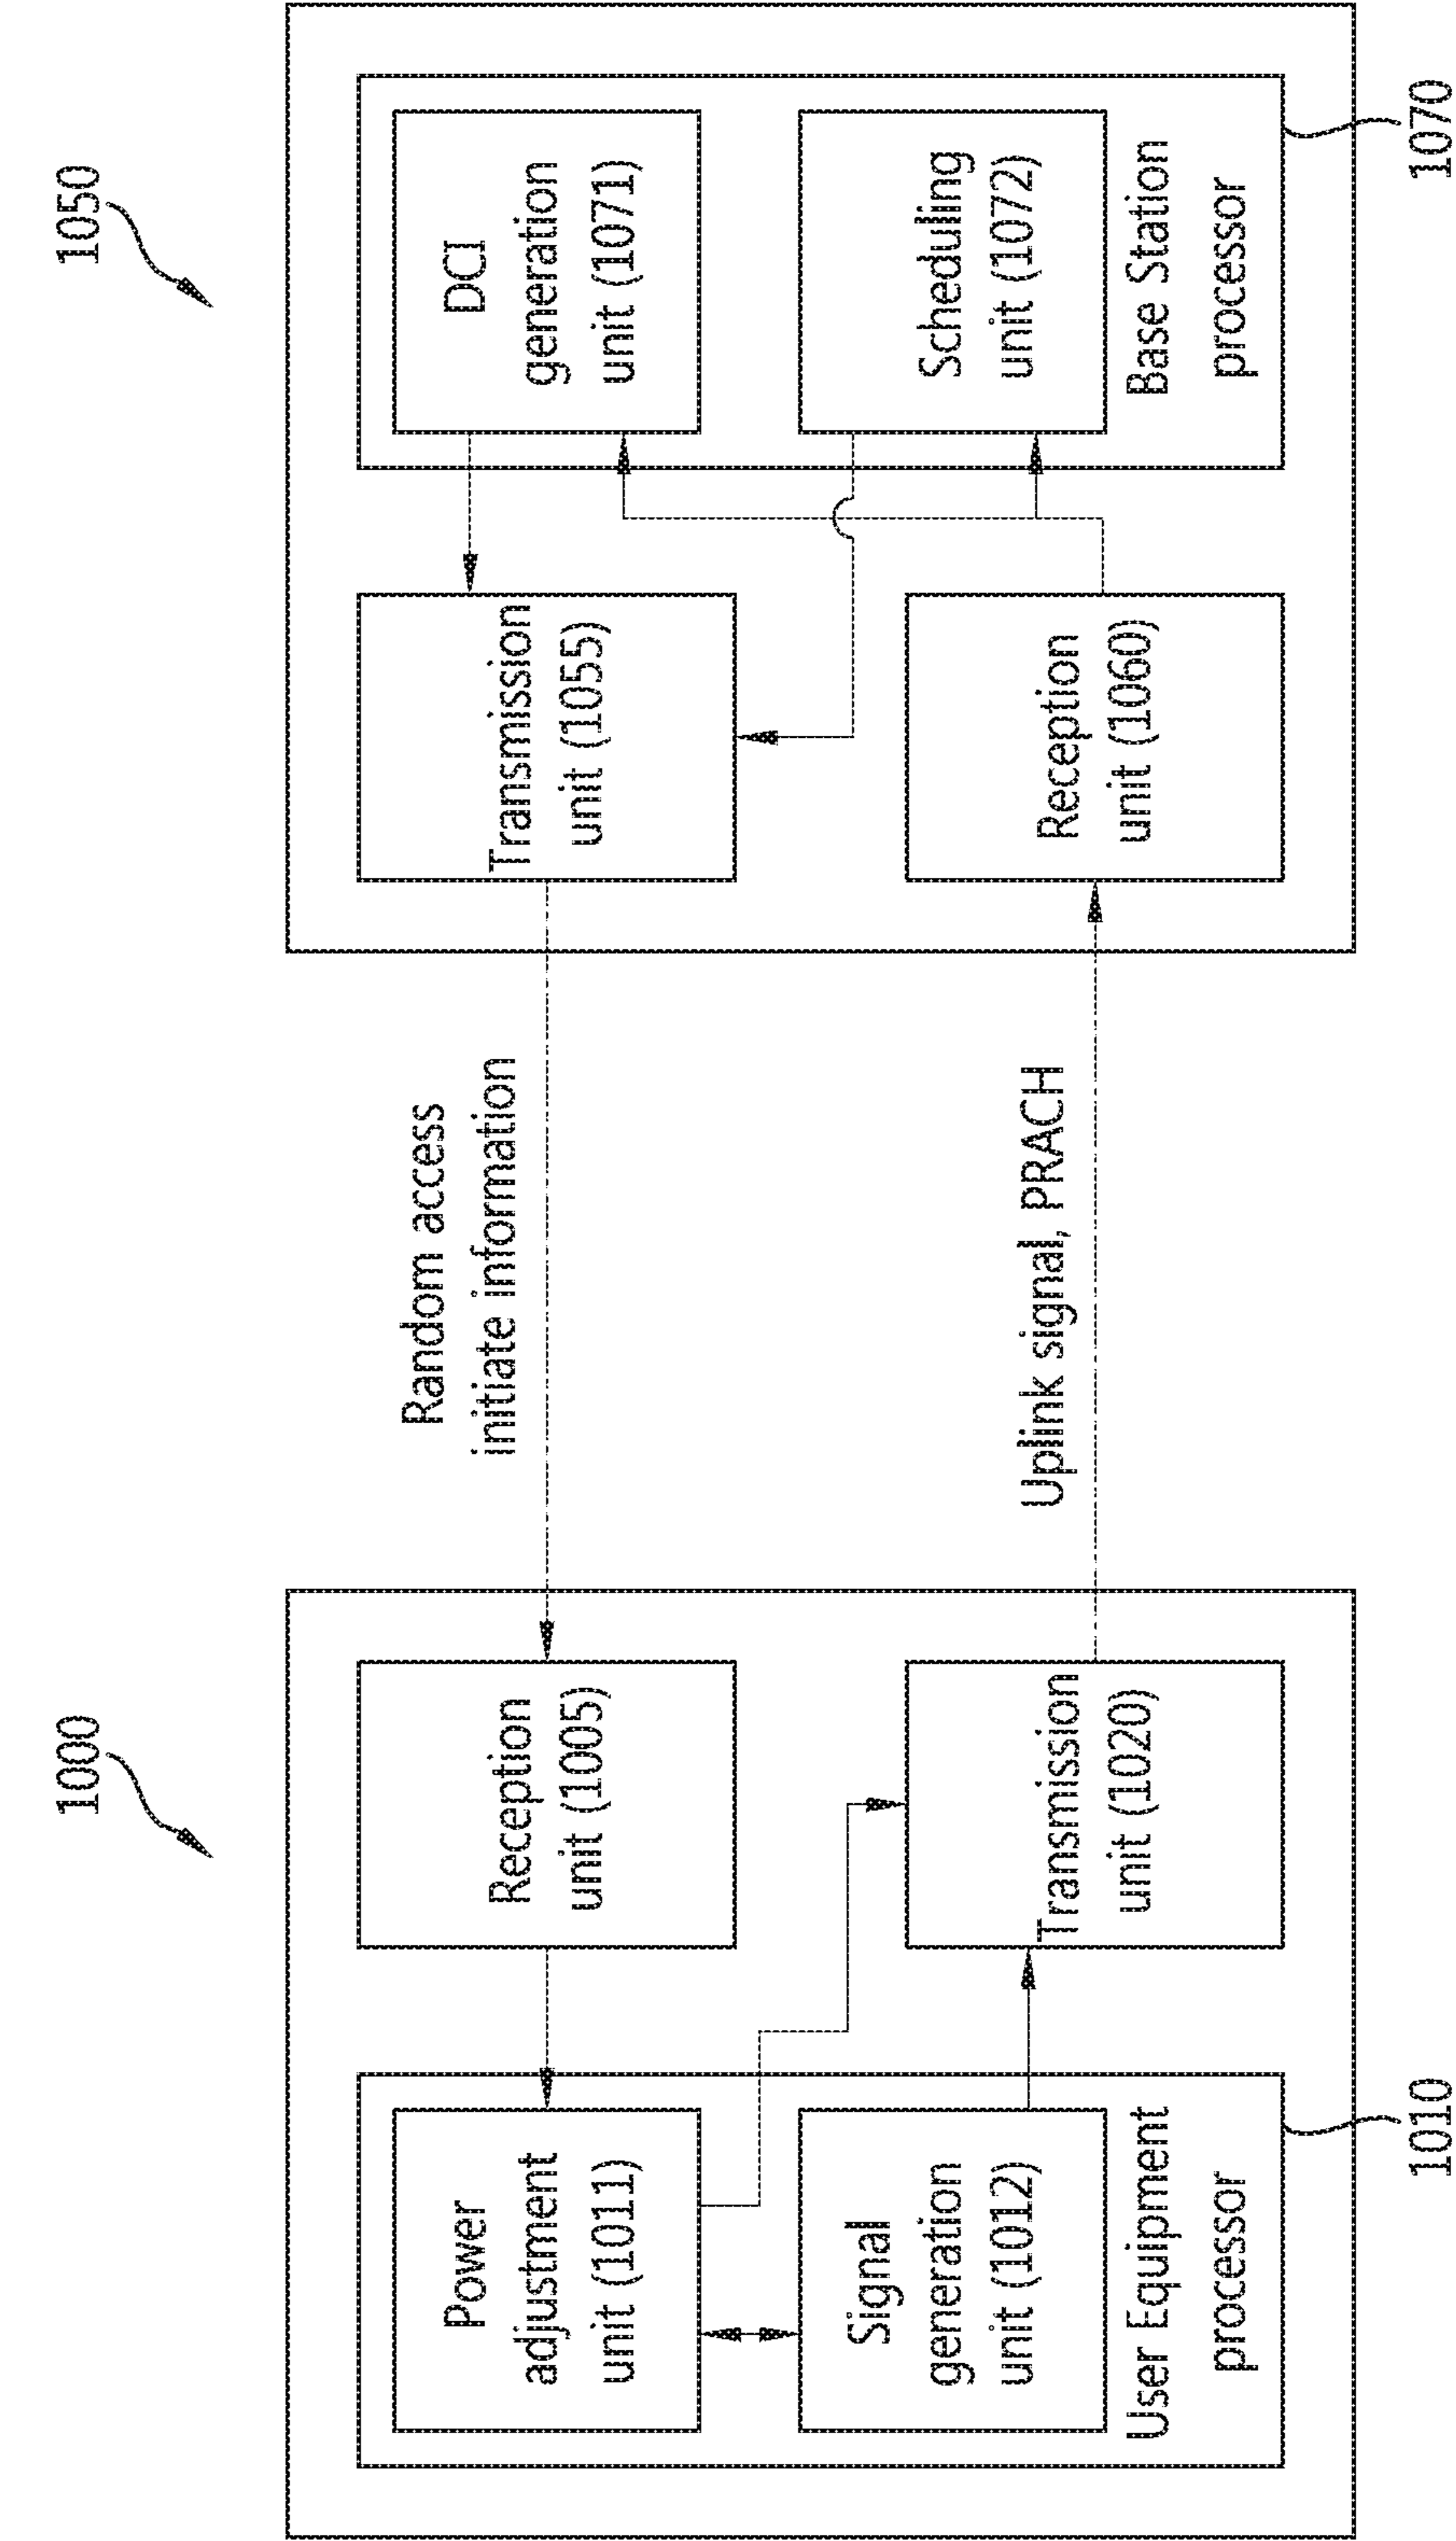 1000
1050
Power
adjustment
unit (1011)
Reception
unit (1005)
Random access
initiate information
Transmission
unit (1055)
DCI
generation
unit (1071)
Signal
generation
unit (1012)
Transmission
unit (1020)
Uplink signal, PRACH
Reception
unit (1060)
Scheduling
unit (1072)
User Equipment
processor
Base Station
processor
1010
1070